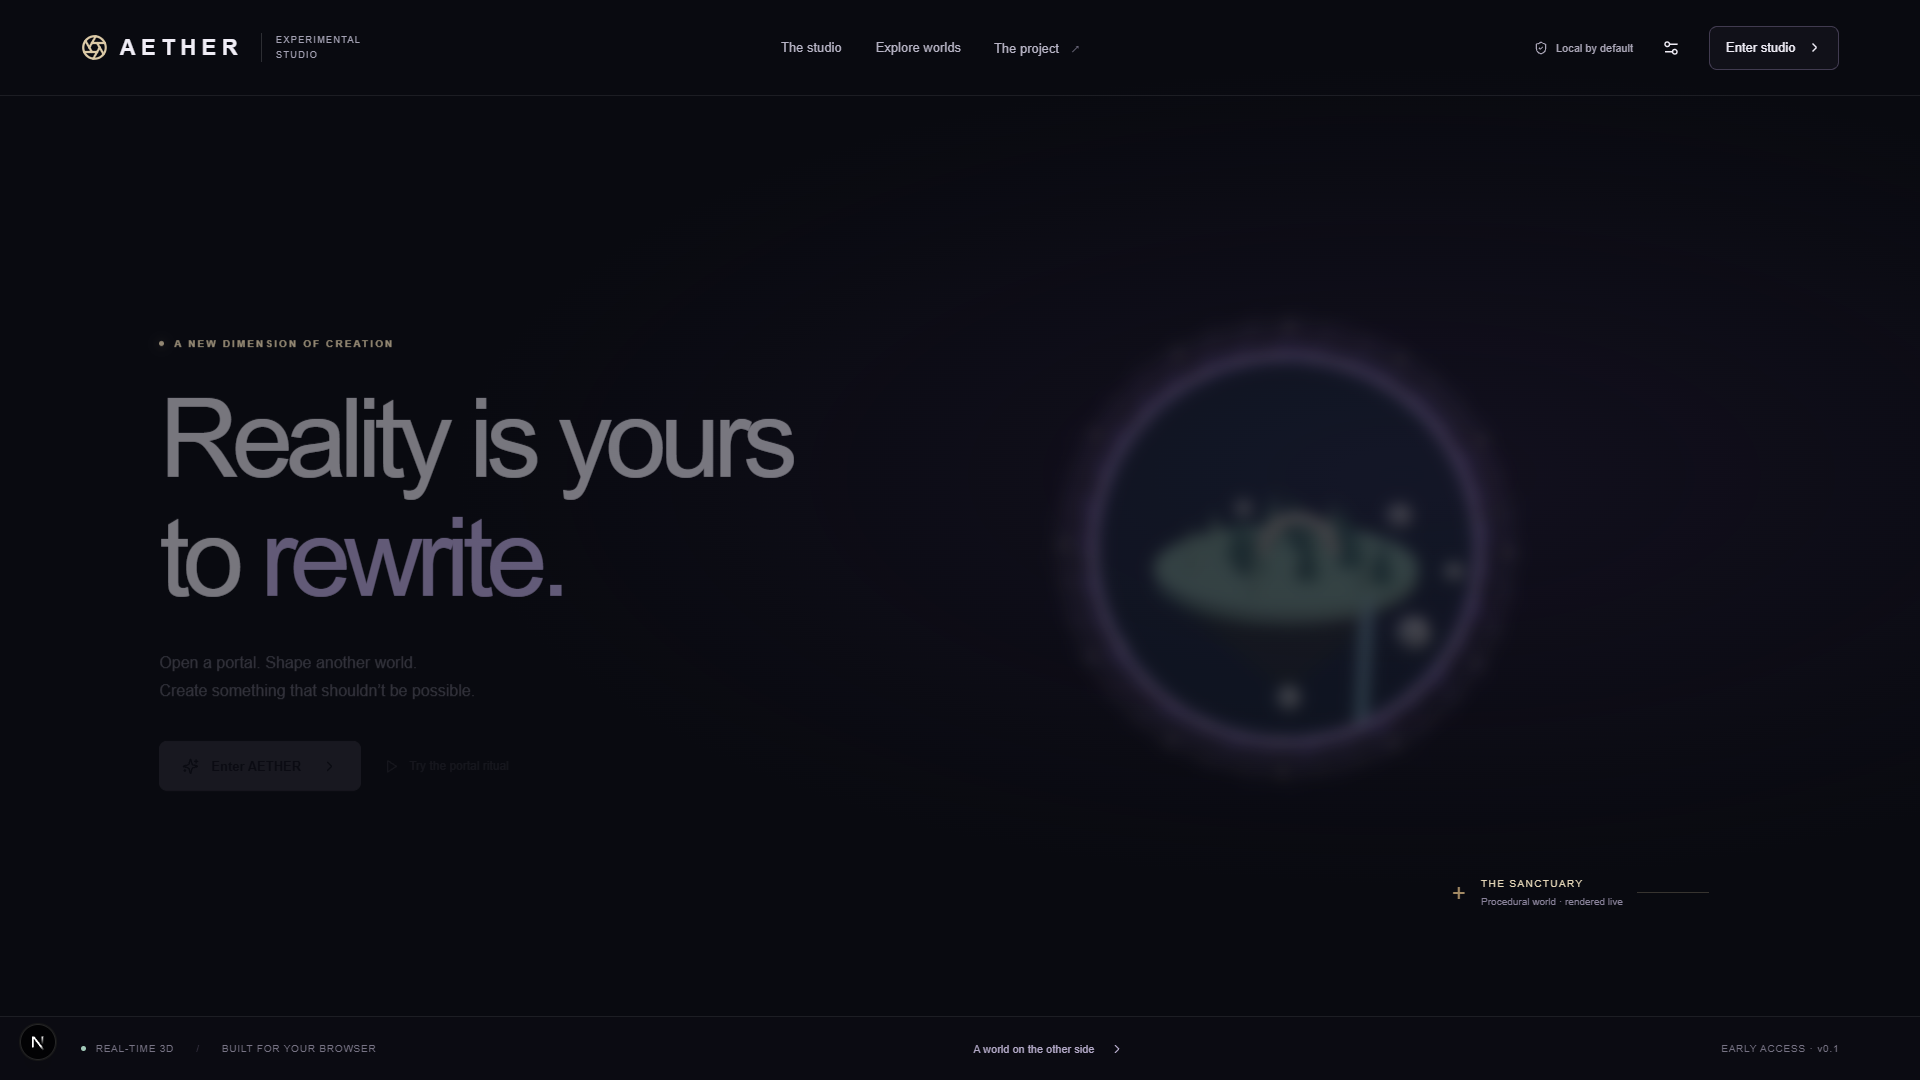 AETHER
EXPERIMENTAL
STUDIO
The studio
Explore worlds
The project ↗
Local by default
Enter studio
A NEW DIMENSION OF CREATION
Reality is yours
to rewrite.
Open a portal. Shape another world.
Create something that shouldn't be possible.
Enter AETHER
Try the portal ritual
THE SANCTUARY
Procedural world · rendered live
N
REAL-TIME 3D / BUILT FOR YOUR BROWSER
A world on the other side
EARLY ACCESS · v0.1